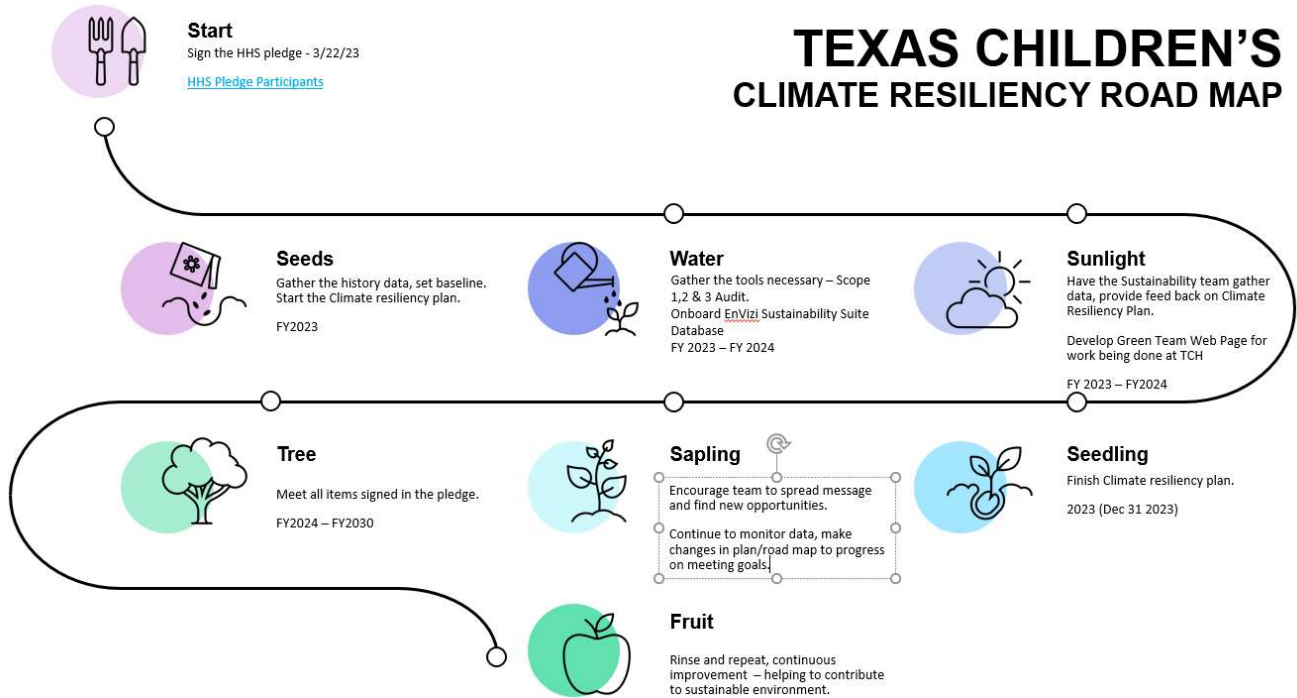 Start
Sign the HHS pledge - 3/22/23
HHS Pledge Participants
TEXAS CHILDREN'S
CLIMATE RESILIENCY ROAD MAP
Seeds
Gather the history data, set baseline.
Start the Climate resiliency plan.
FY2023
Water
Gather the tools necessary – Scope
1,2 & 3 Audit.
Onboard EnVizi Sustainability Suite
Database
FY 2023 – FY 2024
Sunlight
Have the Sustainability team gather
data, provide feed back on Climate
Resiliency Plan.
Develop Green Team Web Page for
work being done at TCH
FY 2023 – FY2024
Tree
Meet all items signed in the pledge.
FY2024 – FY2030
Sapling
Encourage team to spread message
and find new opportunities.
Continue to monitor data, make
changes in plan/road map to progress
on meeting goals.
Seedling
Finish Climate resiliency plan.
2023 (Dec 31 2023)
Fruit
Rinse and repeat, continuous
improvement – helping to contribute
to sustainable environment.